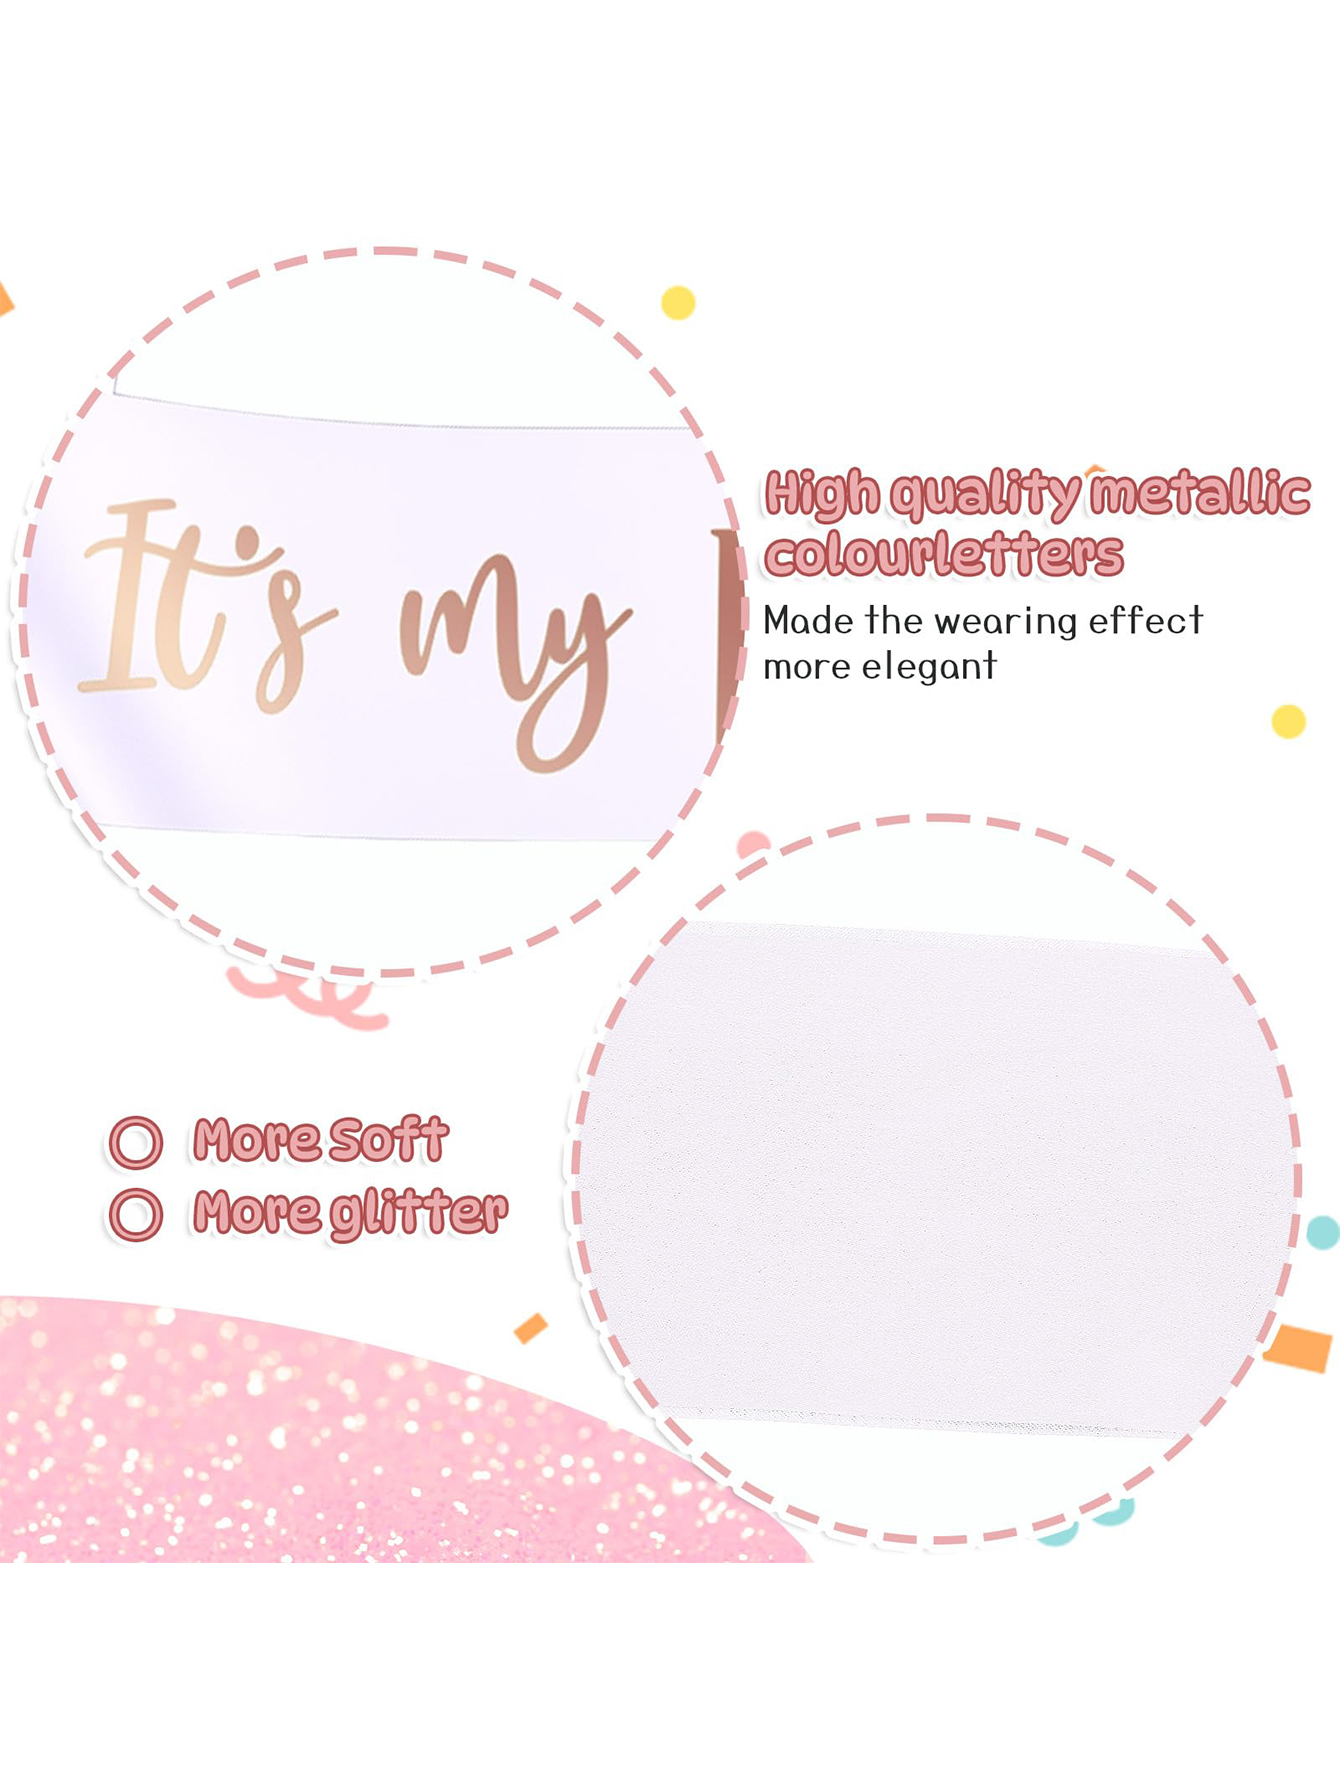 It's my
High quality metallic
colourletters
Made the wearing effect
more elegant
More Soft
More glitter